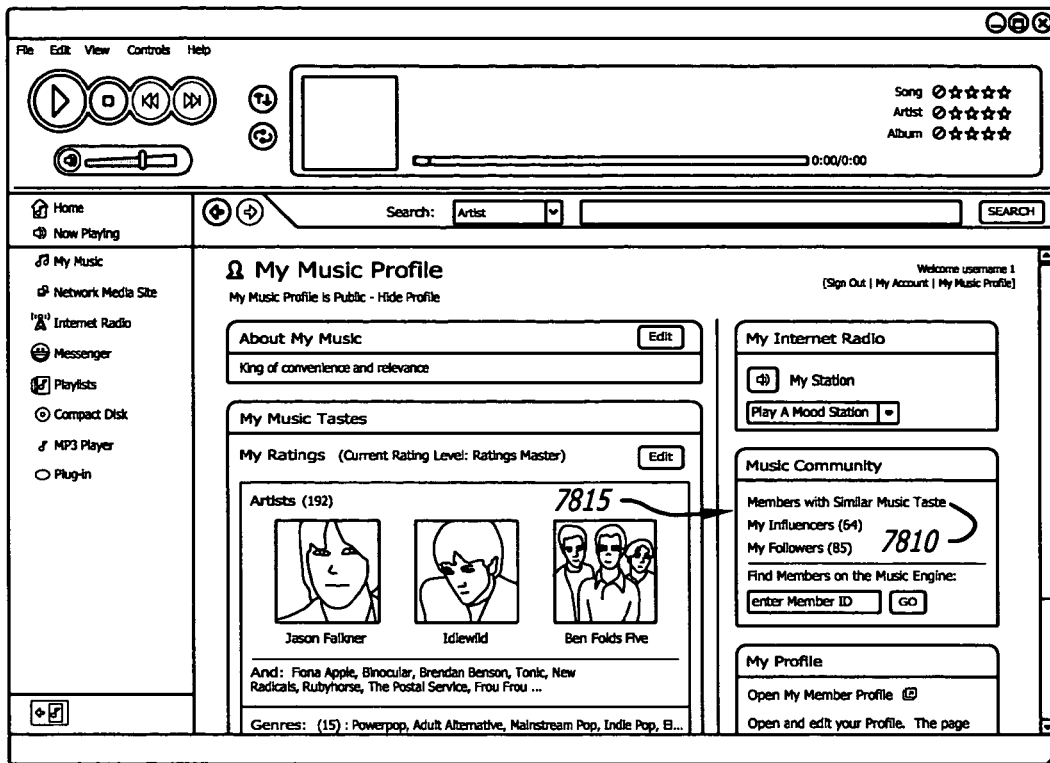 File Edit View Controls Help
Song
Artist
Album
0:00/0:00
Home
Now Playing
My Music
Network Media Site
Internet Radio
Messenger
Playlists
Compact Disk
MP3 Player
Plug-in
Search: Artist SEARCH
My Music Profile
My Music Profile is Public - Hide Profile
Welcome username 1
[Sign Out | My Account | My Music Profile]
About My Music Edit
King of convenience and relevance
My Music Tastes
My Ratings (Current Rating Level: Ratings Master) Edit
Artists (192)
7815
Jason Falkner Idlewild Ben Folds Five
And: Fiona Apple, Binocular, Brendan Benson, Tonic, New
Radicals, Rubyhorse, The Postal Service, Frou Frou ...
Genres: (15) : Powerpop, Adult Alternative, Mainstream Pop, Indie Pop, El...
My Internet Radio
My Station
Play A Mood Station
Music Community
Members with Similar Music Taste
My Influencers (64)
My Followers (85)
7810
Find Members on the Music Engine:
enter Member ID GO
My Profile
Open My Member Profile
Open and edit your Profile. The page